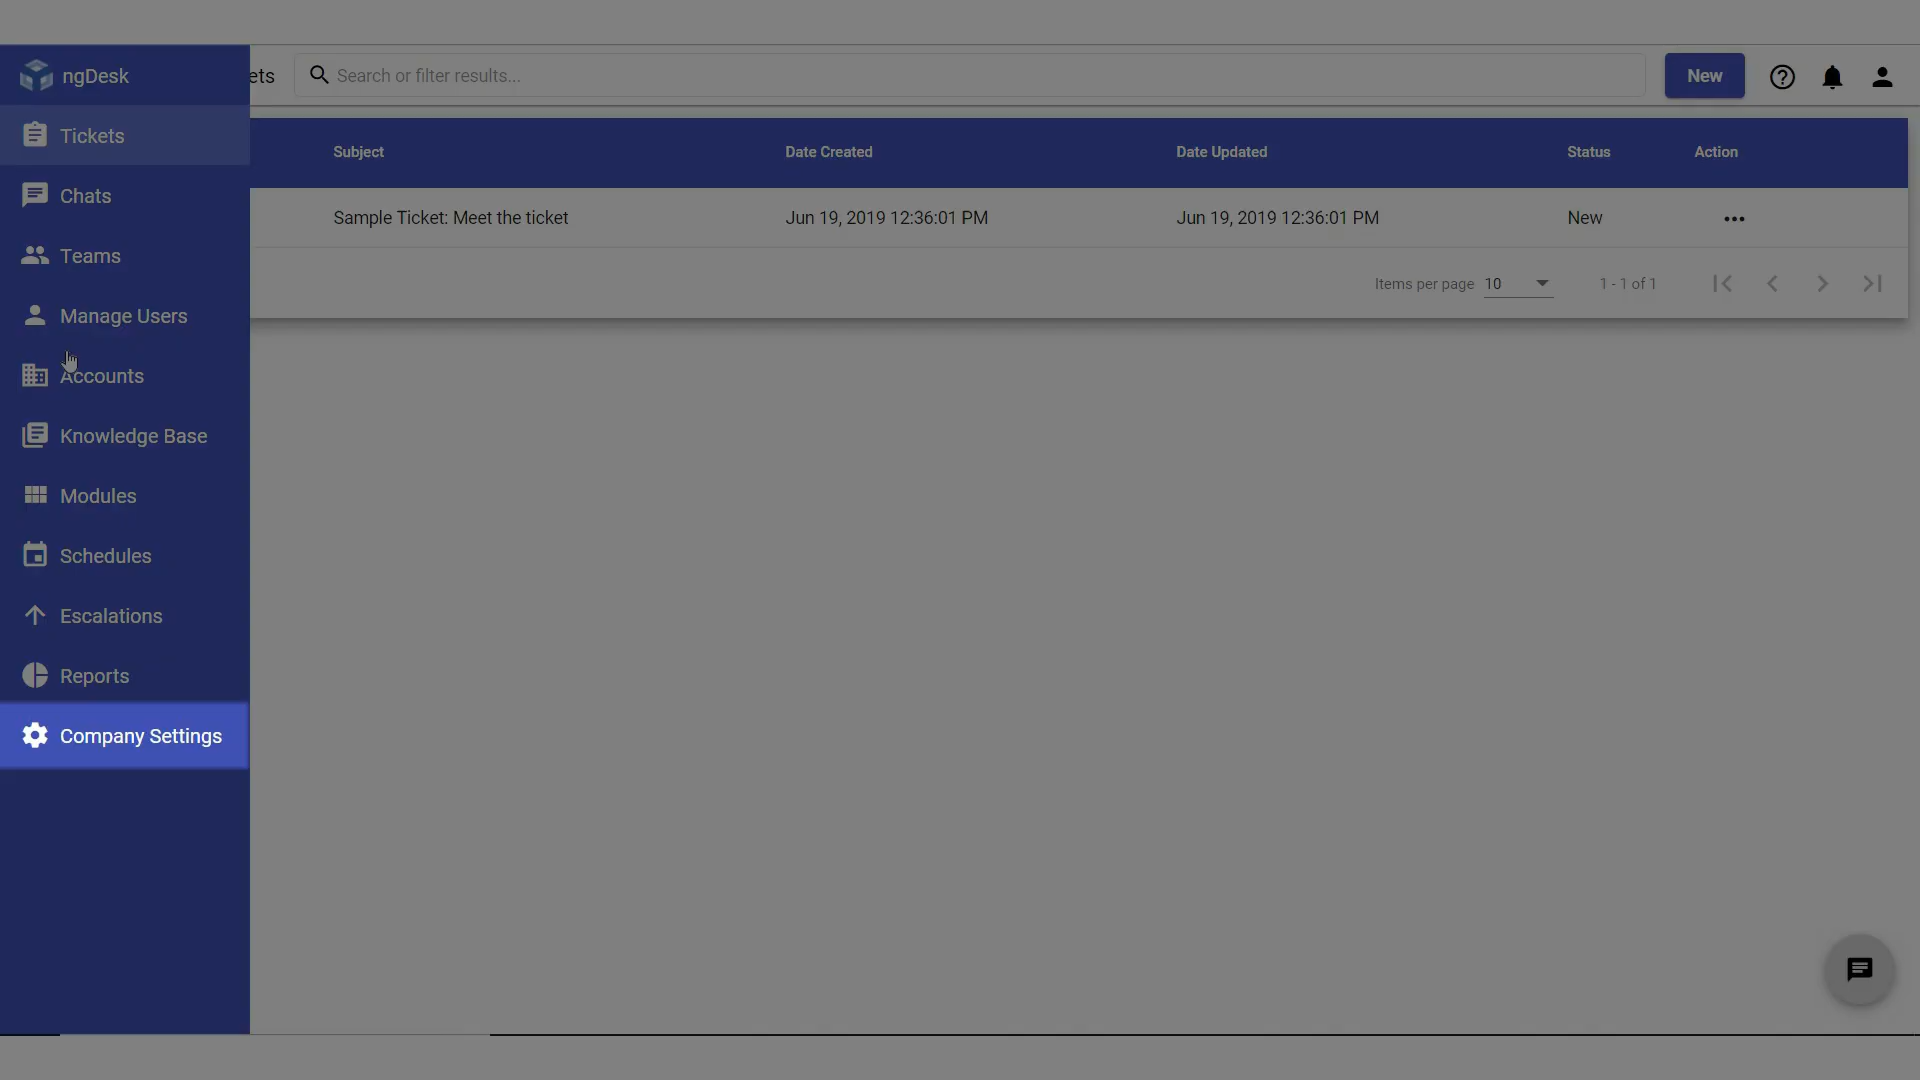 ngDesk
ets
Search or filter results...
New
Tickets
Chats
Teams
Manage Users
Accounts
Knowledge Base
Modules
Schedules
Escalations
Reports
Company Settings
Subject Date Created Date Updated Status Action
Sample Ticket: Meet the ticket Jun 19, 2019 12:36:01 PM Jun 19, 2019 12:36:01 PM New
Items per page 10 1 - 1 of 1